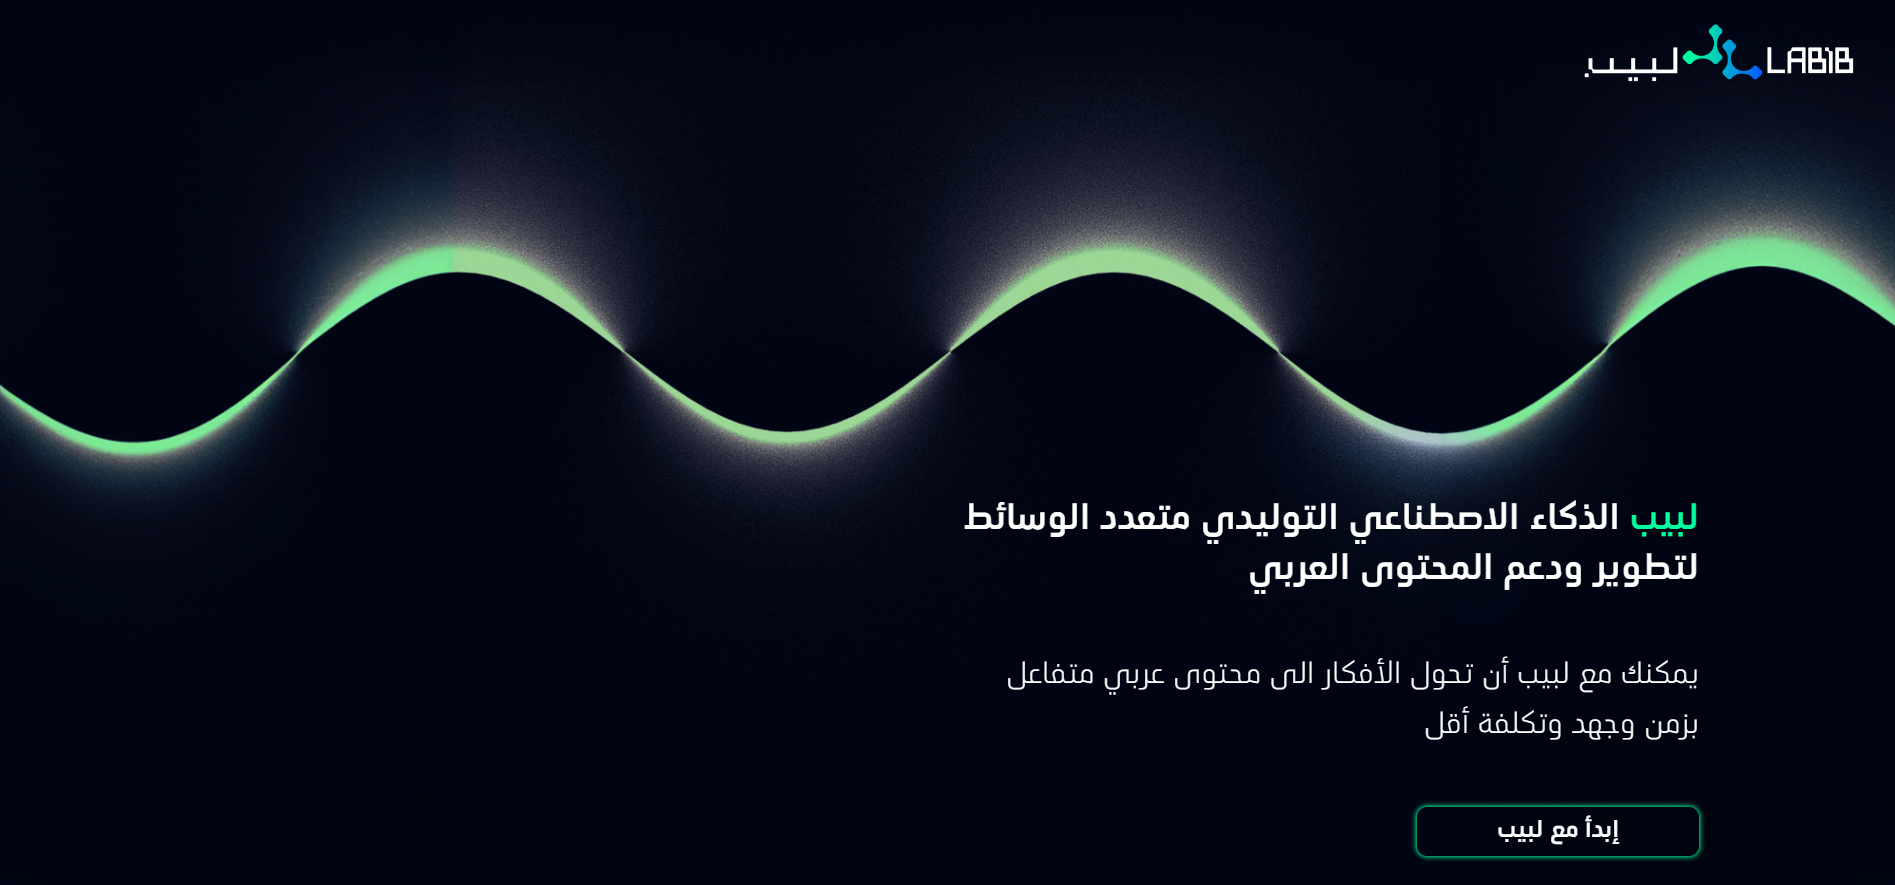 لبيب LABIB
لبيب الذكاء الاصطناعي التوليدي متعدد الوسائط
لتطوير ودعم المحتوى العربي
يمكنك مع لبيب أن تحول الأفكار الى محتوى عربي متفاعل
بزمن وجهد وتكلفة أقل
إبدأ مع لبيب